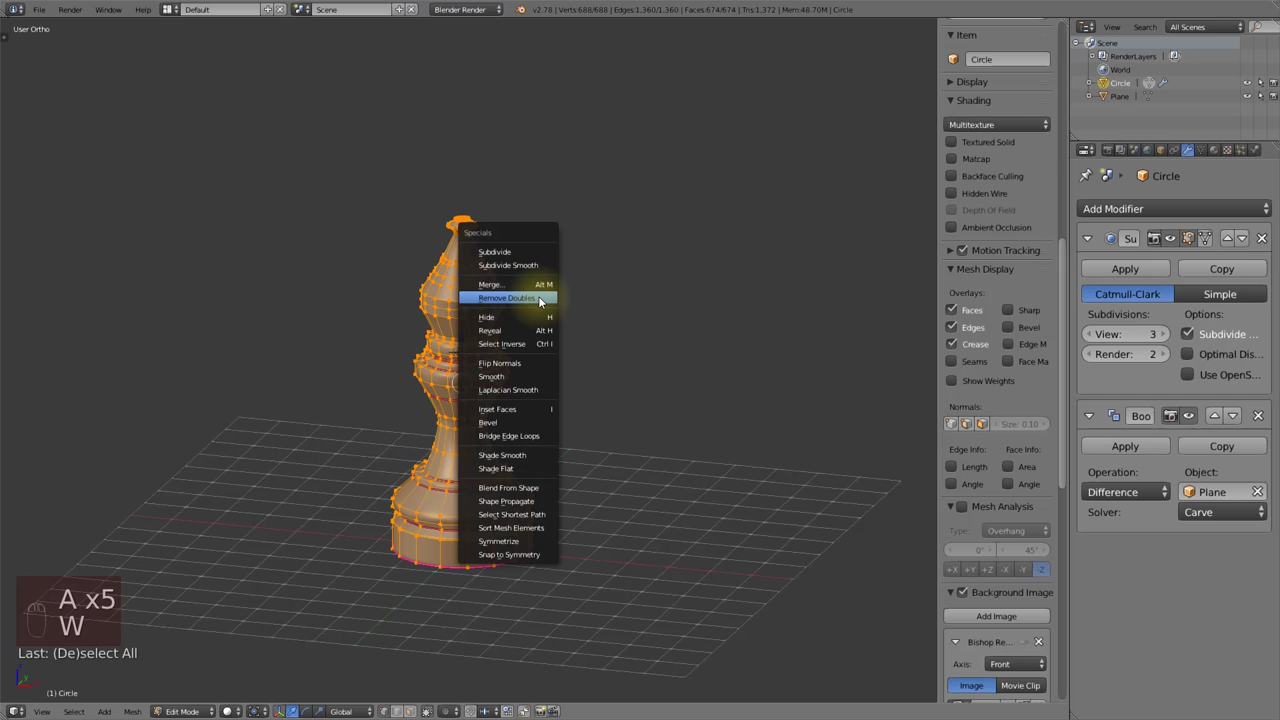 File Render Window Help Default Scene Blender Render v2.78 | Verts:688/688 | Edges:1,360/1,360 | Faces:674/674 | Tris:1,372 | Mem:48.70M | Circle
User Ortho
Specials
Subdivide
Subdivide Smooth
Merge... Alt M
Remove Doubles
Hide H
Reveal Alt H
Select Inverse Ctrl I
Flip Normals
Smooth
Laplacian Smooth
Inset Faces I
Bevel
Bridge Edge Loops
Shade Smooth
Shade Flat
Blend From Shape
Shape Propagate
Select Shortest Path
Sort Mesh Elements
Symmetrize
Snap to Symmetry
A x5
W
Last: (De)select All
(1) Circle
View Select Add Mesh Edit Mode Global
Item
Circle
Display
Shading
Multitexture
Textured Solid
Matcap
Backface Culling
Hidden Wire
Depth Of Field
Ambient Occlusion
Motion Tracking
Mesh Display
Overlays:
Faces Sharp
Edges Bevel
Crease Edge M
Seams Face Ma
Show Weights
Normals:
Size: 0.10
Edge Info: Face Info:
Length Area
Angle Angle
Mesh Analysis
Type: Overhang
0° 45°
+X +Y +Z -X -Y -Z
Background Image
Add Image
Bishop Re...
Axis: Front
Image Movie Clip
View Search All Scenes
Scene
RenderLayers
World
Circle
Plane
Circle
Add Modifier
Su
Apply Copy
Catmull-Clark Simple
Subdivisions: Options:
View: 3 Subdivide ...
Render: 2 Optimal Dis...
Use OpenS...
Boo
Apply Copy
Operation: Object:
Difference Plane
Solver: Carve